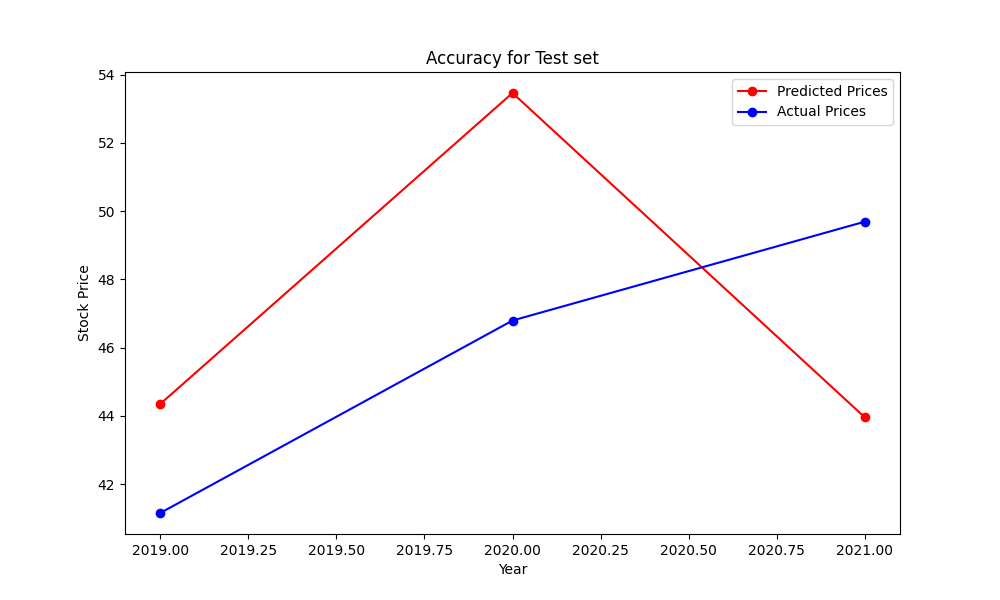 Accuracy for Test set
Predicted Prices
Actual Prices
Stock Price
54
52
50
48
46
44
42
2019.00 2019.25 2019.50 2019.75 2020.00 2020.25 2020.50 2020.75 2021.00
Year